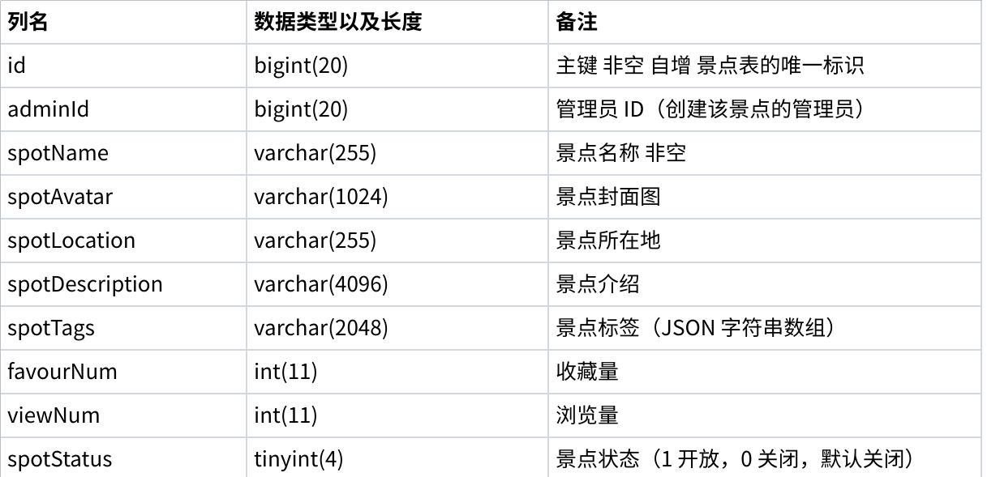 列名 数据类型以及长度 备注
id bigint(20) 主键 非空 自增 景点表的唯一标识
adminId bigint(20) 管理员 ID（创建该景点的管理员）
spotName varchar(255) 景点名称 非空
spotAvatar varchar(1024) 景点封面图
spotLocation varchar(255) 景点所在地
spotDescription varchar(4096) 景点介绍
spotTags varchar(2048) 景点标签（JSON 字符串数组）
favourNum int(11) 收藏量
viewNum int(11) 浏览量
spotStatus tinyint(4) 景点状态（1 开放，0 关闭，默认关闭）